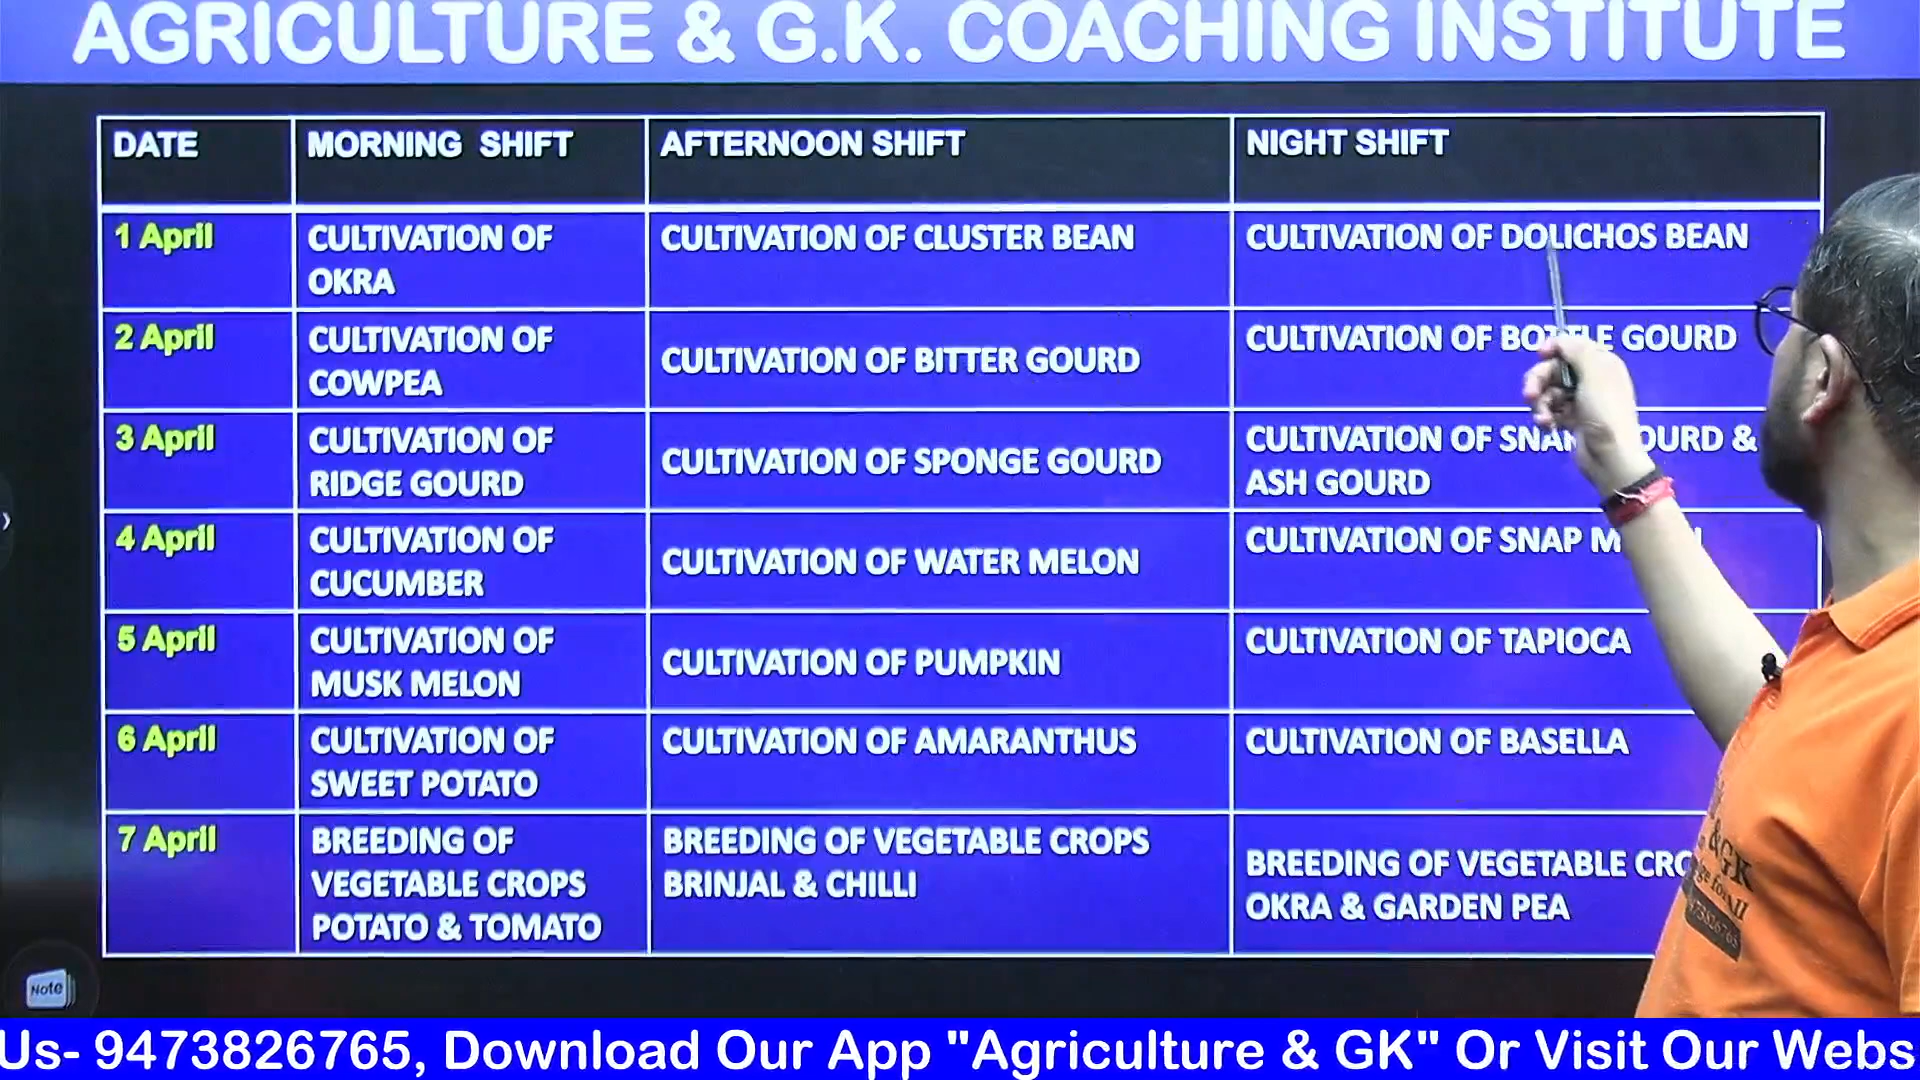 AGRICULTURE & G.K. COACHING INSTITUTE
DATE
MORNING SHIFT
AFTERNOON SHIFT
NIGHT SHIFT
1 April
CULTIVATION OF
OKRA
CULTIVATION OF CLUSTER BEAN
CULTIVATION OF DOLICHOS BEAN
2 April
CULTIVATION OF
COWPEA
CULTIVATION OF BITTER GOURD
CULTIVATION OF BOTTLE GOURD
3 April
CULTIVATION OF
RIDGE GOURD
CULTIVATION OF SPONGE GOURD
CULTIVATION OF SNAKE GOURD &
ASH GOURD
4 April
CULTIVATION OF
CUCUMBER
CULTIVATION OF WATER MELON
CULTIVATION OF SNAP
5 April
CULTIVATION OF
MUSK MELON
CULTIVATION OF PUMPKIN
CULTIVATION OF TAPIOCA
6 April
CULTIVATION OF
SWEET POTATO
CULTIVATION OF AMARANTHUS
CULTIVATION OF BASELLA
7 April
BREEDING OF
VEGETABLE CROPS
POTATO & TOMATO
BREEDING OF VEGETABLE CROPS
BRINJAL & CHILLI
BREEDING OF VEGETABLE
OKRA & GARDEN PEA
& GK
Note
Us- 9473826765, Download Our App "Agriculture & GK" Or Visit Our Webs